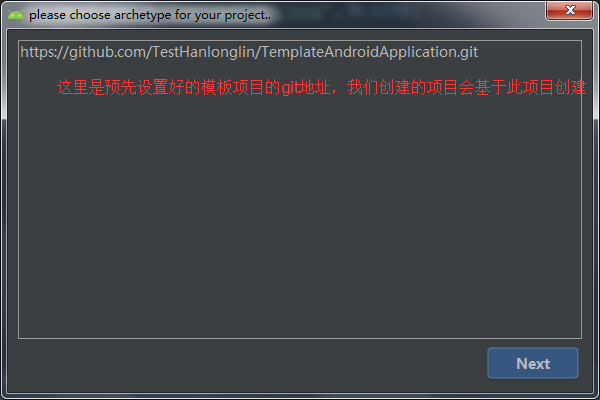 please choose archetype for your project..
https://github.com/TestHanlonglin/TemplateAndroidApplication.git
这里是预先设置好的模板项目的git地址，我们创建的项目会基于此项目创建
Next